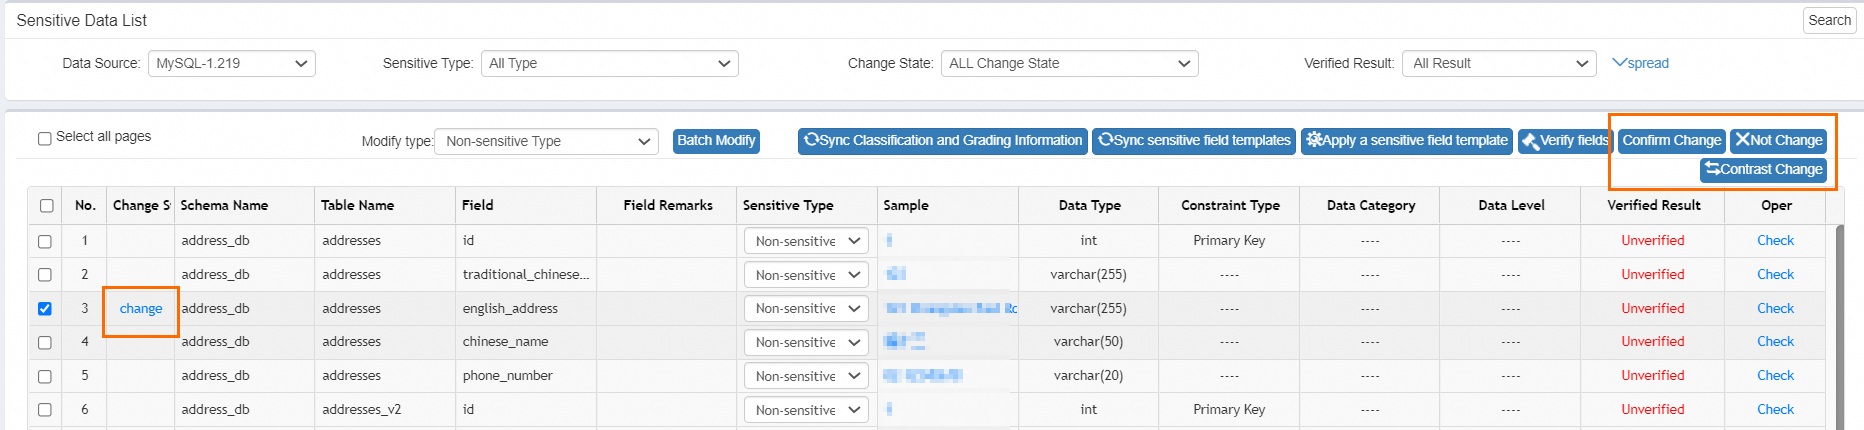 Sensitive Data List
Search
Data Source: MySQL-1.219 Sensitive Type: All Type Change State: ALL Change State Verified Result: All Result spread
Select all pages Modify type: Non-sensitive Type Batch Modify Sync Classification and Grading Information Sync sensitive field templates Apply a sensitive field template Verify fields Confirm Change Not Change
Contrast Change
No. Change S Schema Name Table Name Field Field Remarks Sensitive Type Sample Data Type Constraint Type Data Category Data Level Verified Result Oper
1 address_db addresses id Non-sensitive int Primary Key ---- ---- Unverified Check
2 address_db addresses traditional_chinese... Non-sensitive varchar(255) ---- ---- ---- Unverified Check
3 change address_db addresses english_address Non-sensitive varchar(255) ---- ---- ---- Unverified Check
4 address_db addresses chinese_name Non-sensitive varchar(50) ---- ---- ---- Unverified Check
5 address_db addresses phone_number Non-sensitive varchar(20) ---- ---- ---- Unverified Check
6 address_db addresses_v2 id Non-sensitive int Primary Key ---- ---- Unverified Check